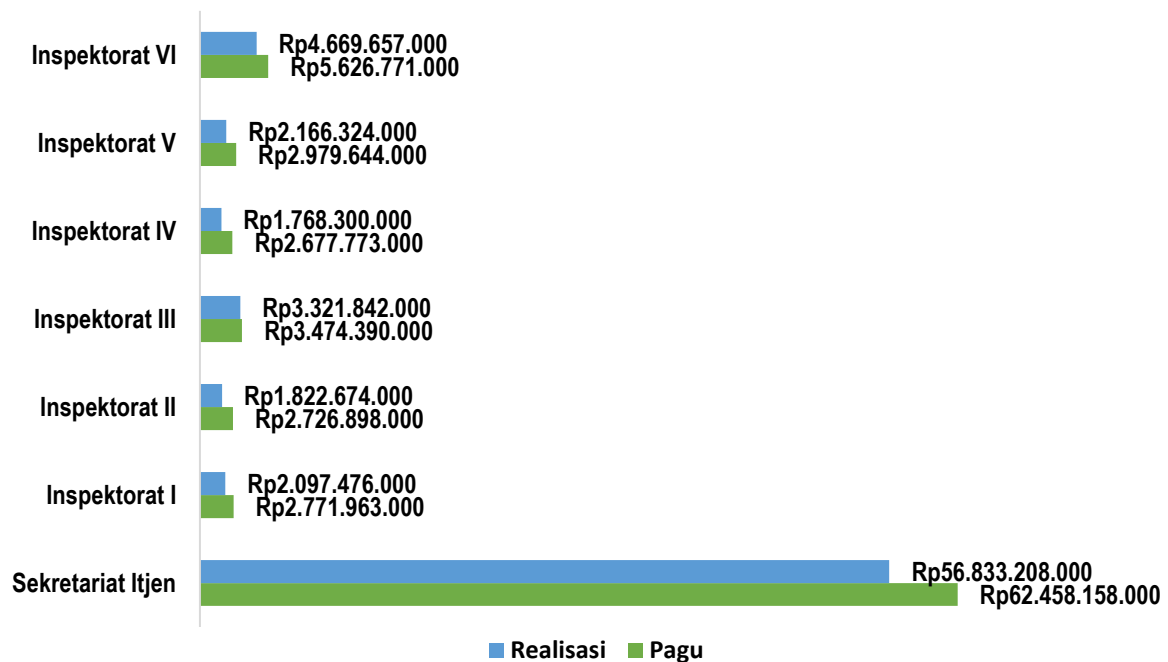 Inspektorat VI
Rp4.669.657.000
Rp5.626.771.000
Inspektorat V
Rp2.166.324.000
Rp2.979.644.000
Inspektorat IV
Rp1.768.300.000
Rp2.677.773.000
Inspektorat III
Rp3.321.842.000
Rp3.474.390.000
Inspektorat II
Rp1.822.674.000
Rp2.726.898.000
Inspektorat I
Rp2.097.476.000
Rp2.771.963.000
Sekretariat Itjen
Rp56.833.208.000
Rp62.458.158.000
Realisasi Pagu